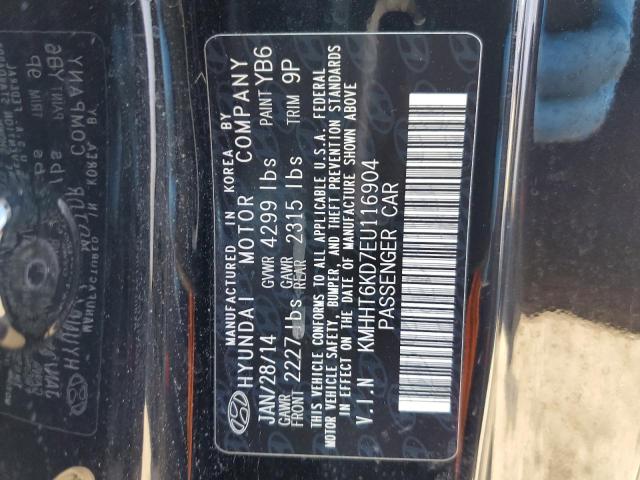 MANUFACTURED IN KOREA BY
HYUNDAI MOTOR COMPANY
JAN/28/14 GVWR 4299 lbs PAINT YB6
GAWR FRONT 2227 lbs GAWR REAR 2315 lbs TRIM 9P
THIS VEHICLE CONFORMS TO ALL APPLICABLE U.S.A. FEDERAL
MOTOR VEHICLE SAFETY, BUMPER, AND THEFT PREVENTION STANDARDS
IN EFFECT ON THE DATE OF MANUFACTURE SHOWN ABOVE
V.I.N KMHHT6KD7EU116904
PASSENGER CAR